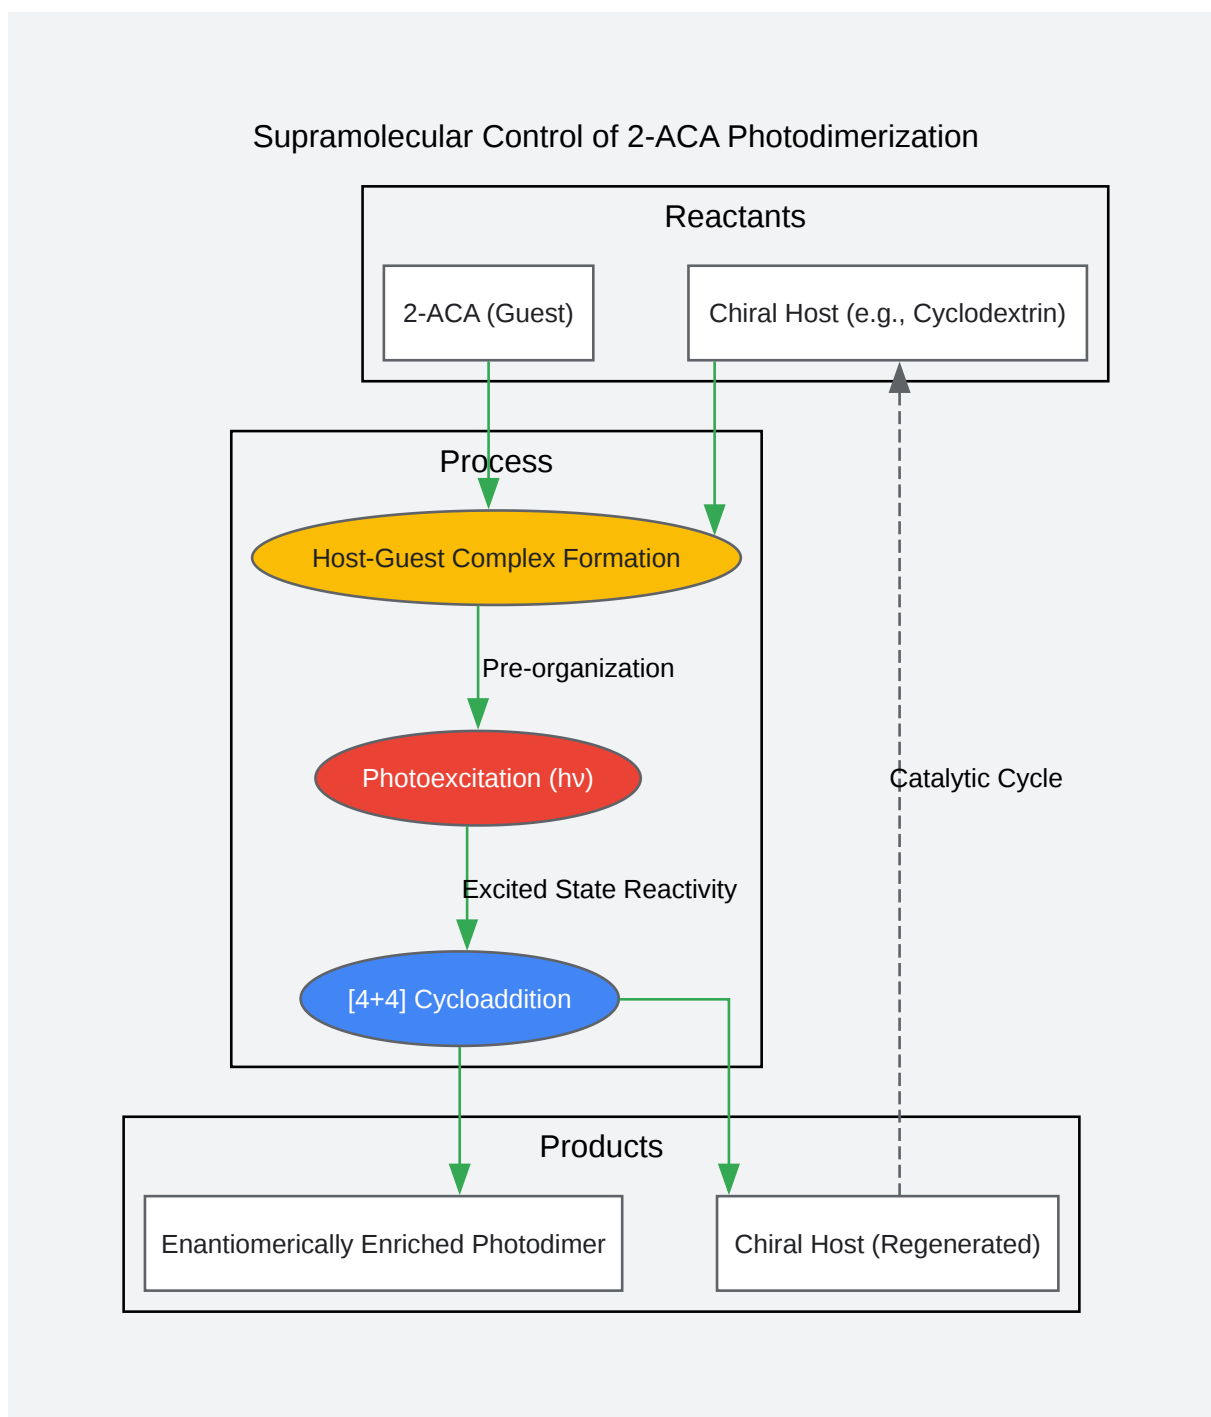 Supramolecular Control of 2-ACA Photodimerization
Reactants
2-ACA (Guest)
Chiral Host (e.g., Cyclodextrin)
Process
Host-Guest Complex Formation
Pre-organization
Photoexcitation (hν)
Catalytic Cycle
Excited State Reactivity
[4+4] Cycloaddition
Products
Enantiomerically Enriched Photodimer
Chiral Host (Regenerated)